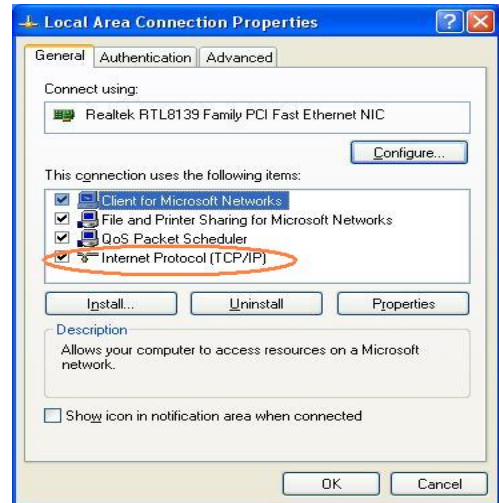 Local Area Connection Properties
General Authentication Advanced
Connect using:
Realtek RTL8139 Family PCI Fast Ethernet NIC
Configure...
This connection uses the following items:
Client for Microsoft Networks
File and Printer Sharing for Microsoft Networks
QoS Packet Scheduler
Internet Protocol (TCP/IP)
Install... Uninstall Properties
Description
Allows your computer to access resources on a Microsoft
network.
Show icon in notification area when connected
OK Cancel